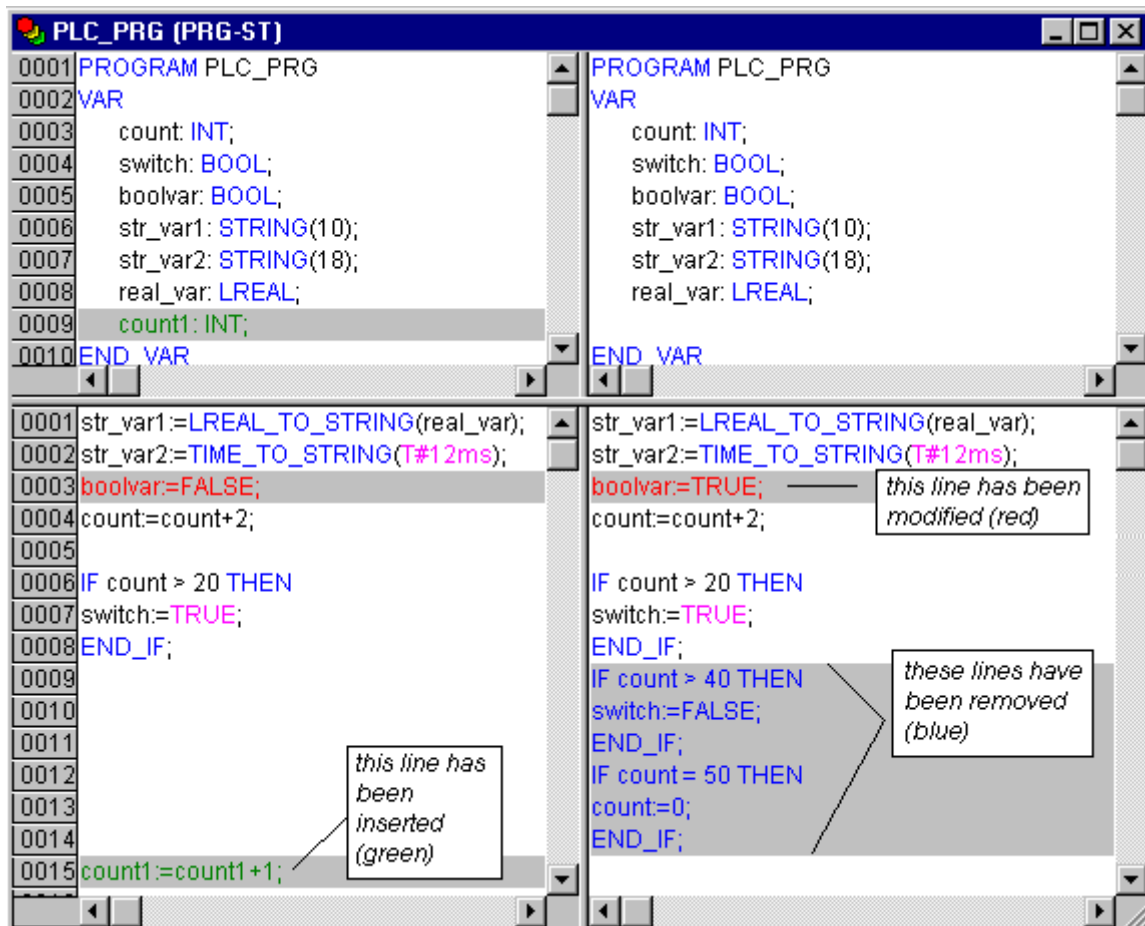 PLC_PRG (PRG-ST)
0001 PROGRAM PLC_PRG
0002 VAR
0003 count: INT;
0004 switch: BOOL;
0005 boolvar: BOOL;
0006 str_var1: STRING(10);
0007 str_var2: STRING(18);
0008 real_var: LREAL;
0009 count1: INT;
0010 END_VAR
PROGRAM PLC_PRG
VAR
count: INT;
switch: BOOL;
boolvar: BOOL;
str_var1: STRING(10);
str_var2: STRING(18);
real_var: LREAL;
END_VAR
0001 str_var1:=LREAL_TO_STRING(real_var);
0002 str_var2:=TIME_TO_STRING(T#12ms);
0003 boolvar:=FALSE;
0004 count:=count+2;
0005
0006 IF count > 20 THEN
0007 switch:=TRUE;
0008 END_IF;
0009
0010
0011
0012
0013
0014
0015 count1:=count1+1;
this line has
been
inserted
(green)
str_var1:=LREAL_TO_STRING(real_var);
str_var2:=TIME_TO_STRING(T#12ms);
boolvar:=TRUE;
this line has been
modified (red)
count:=count+2;
IF count > 20 THEN
switch:=TRUE;
END_IF;
IF count > 40 THEN
switch:=FALSE;
END_IF;
IF count = 50 THEN
count:=0;
END_IF;
these lines have
been removed
(blue)